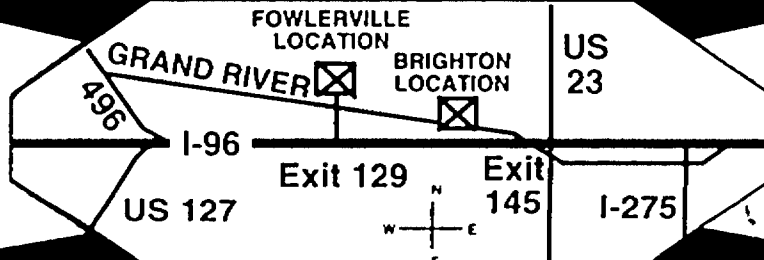 FOWLERVILLE
LOCATION
BRIGHTON
LOCATION
US
23
GRAND RIVER
496
I-96
Exit 129
Exit
145
I-275
US 127
N
W E